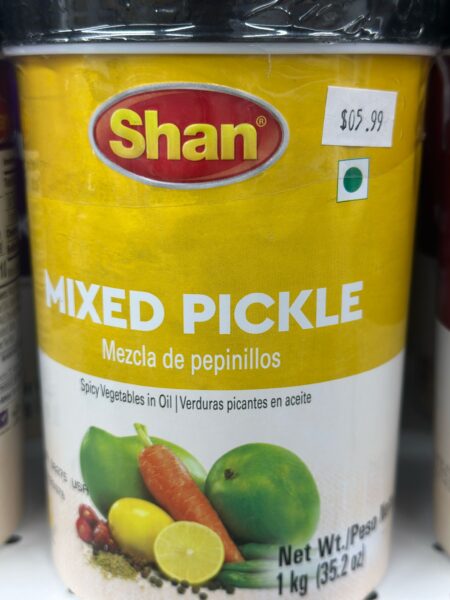 Shan®
$05.99
MIXED PICKLE
Mezcla de pepinillos
Spicy Vegetables in Oil | Verduras picantes en aceite
Net Wt./Peso
1 kg (35.2 oz)